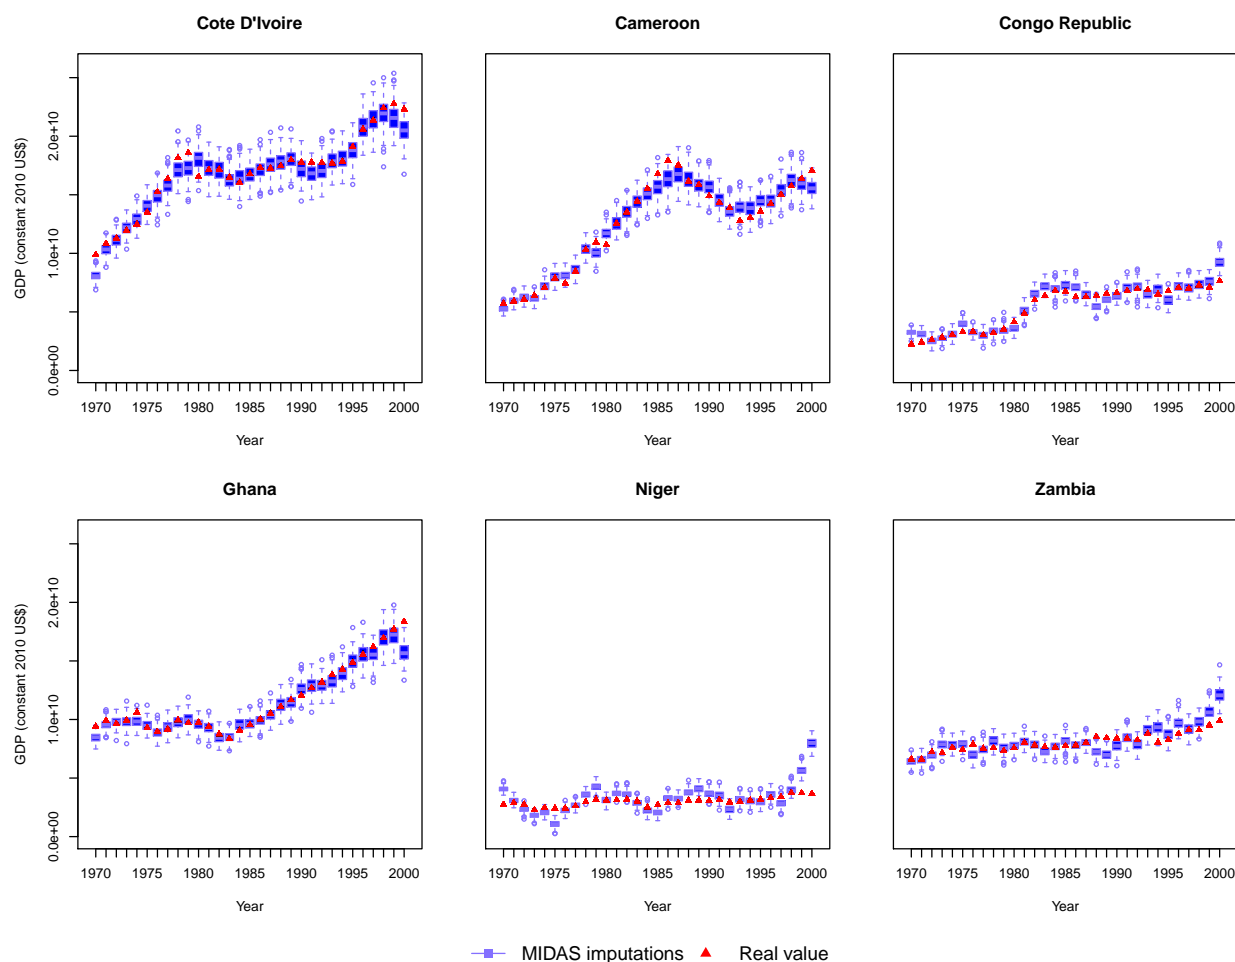 Cote D'Ivoire
Cameroon
Congo Republic
GDP (constant 2010 US$)
0.0e+00 1.0e+10 2.0e+10
1970 1975 1980 1985 1990 1995 2000
1970 1975 1980 1985 1990 1995 2000
1970 1975 1980 1985 1990 1995 2000
Year
Year
Year
Ghana
Niger
Zambia
GDP (constant 2010 US$)
0.0e+00 1.0e+10 2.0e+10
1970 1975 1980 1985 1990 1995 2000
1970 1975 1980 1985 1990 1995 2000
1970 1975 1980 1985 1990 1995 2000
Year
Year
Year
MIDAS imputations Real value